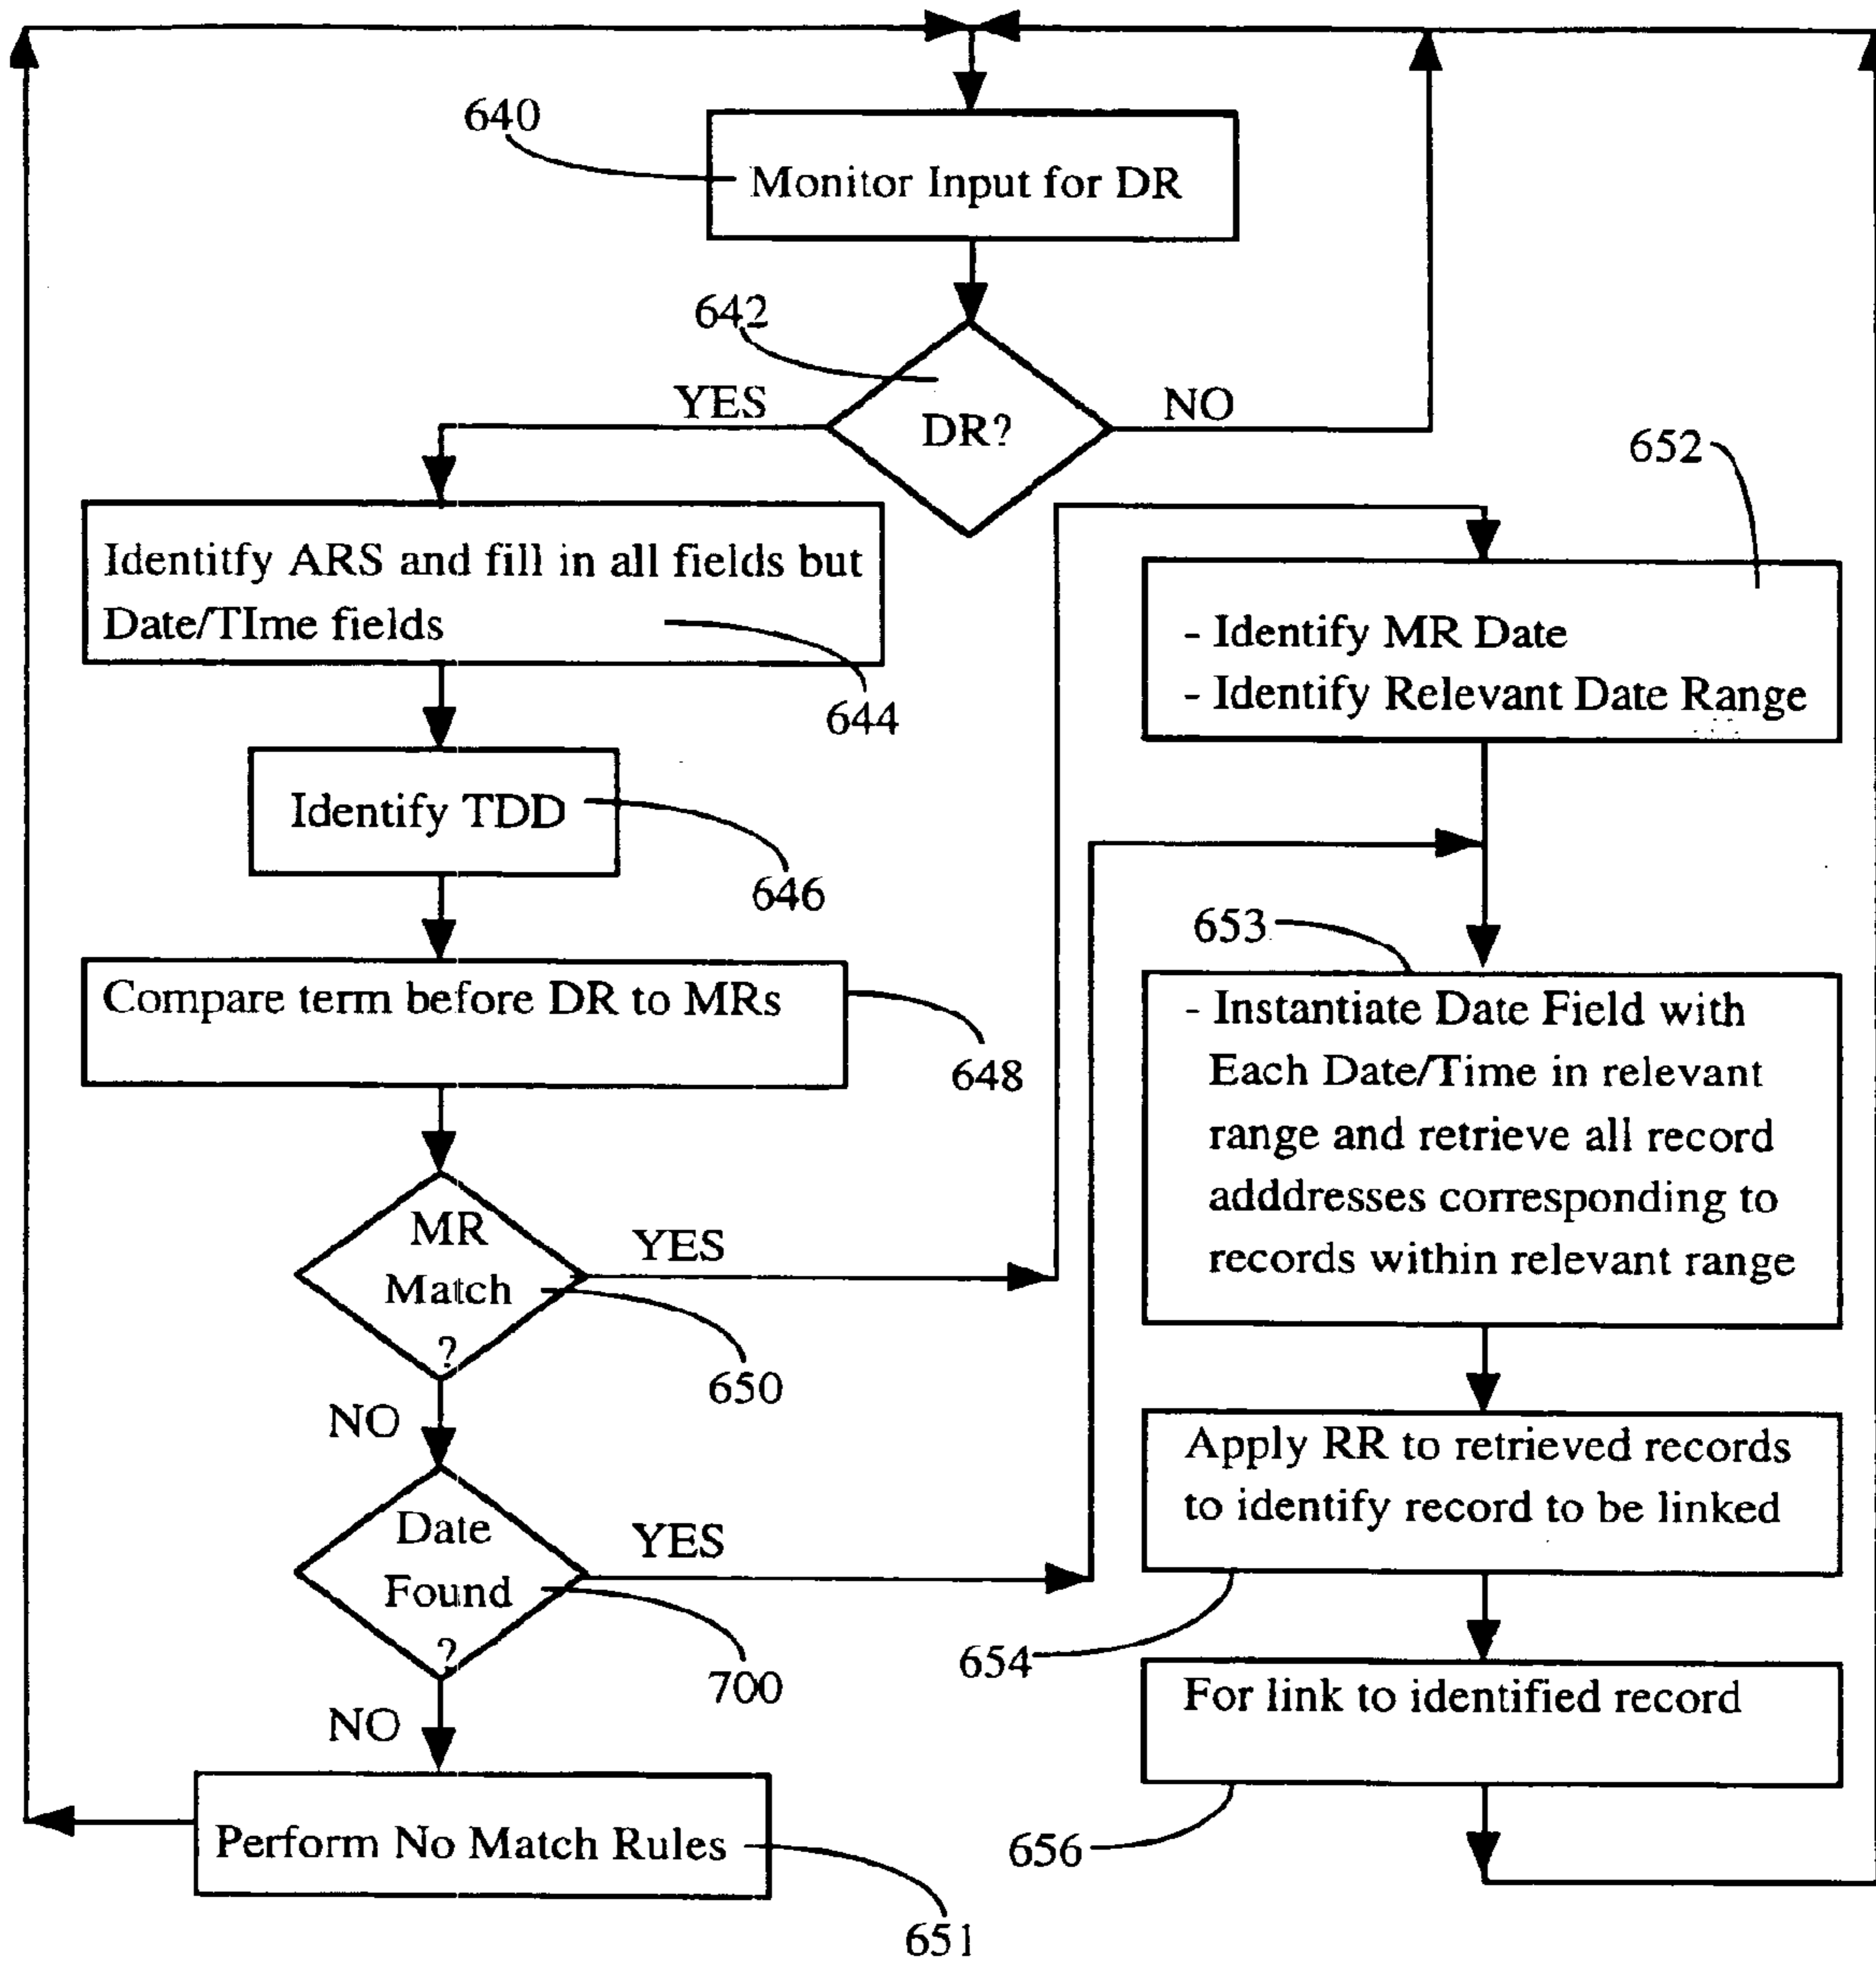 640
Monitor Input for DR
642
YES
DR?
NO
652
Identitfy ARS and fill in all fields but
Date/TIme fields
644
- Identify MR Date
- Identify Relevant Date Range
Identify TDD
646
653
Compare term before DR to MRs
648
- Instantiate Date Field with
Each Date/Time in relevant
range and retrieve all record
adddresses corresponding to
records within relevant range
MR
Match
?
YES
650
NO
Apply RR to retrieved records
to identify record to be linked
Date
Found
?
YES
700
654
NO
For link to identified record
656
Perform No Match Rules
651